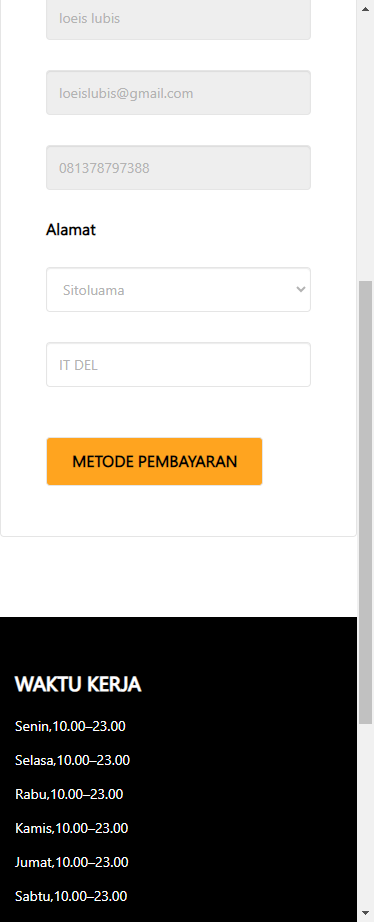 loeis lubis
loeislubis@gmail.com
081378797388
Alamat
Sitoluama
IT DEL
METODE PEMBAYARAN
WAKTU KERJA
Senin,10.00–23.00
Selasa,10.00–23.00
Rabu,10.00–23.00
Kamis,10.00–23.00
Jumat,10.00–23.00
Sabtu,10.00–23.00